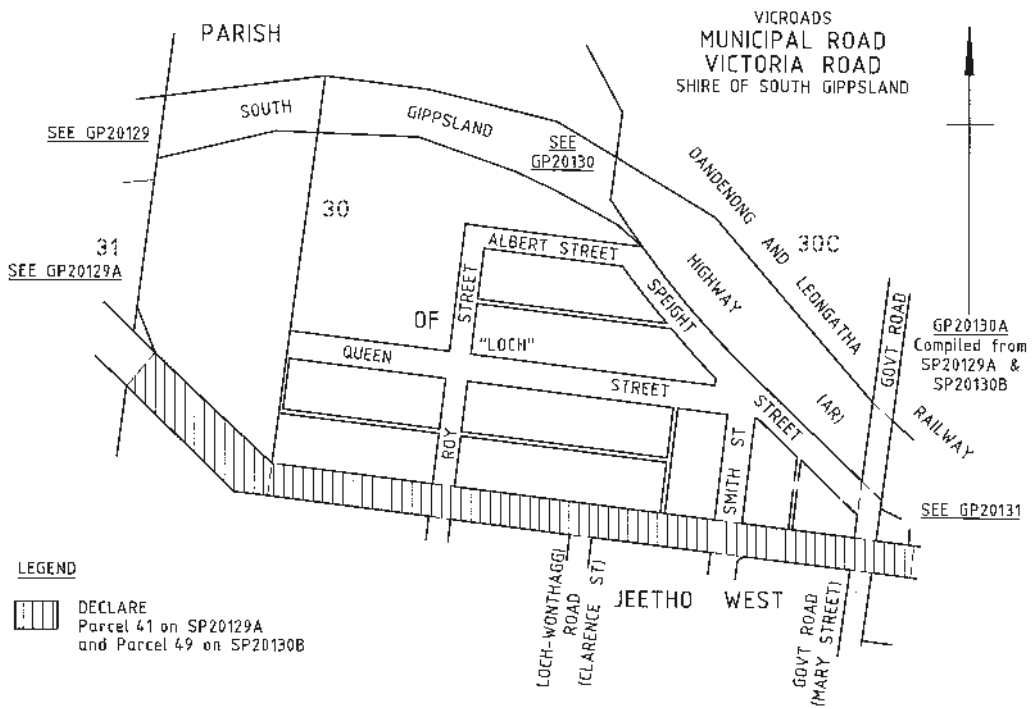 PARISH
VICROADS
MUNICIPAL ROAD
VICTORIA ROAD
SHIRE OF SOUTH GIPPSLAND
SOUTH
GIPPSLAND
SEE GP20129
SEE
GP20130
DANDENONG AND LEONGATHA
30
30C
31
SEE GP20129A
ALBERT STREET
HIGHWAY
STREET
SPEIGHT
GOVT ROAD
GP20130A
Compiled from
SP20129A &
SP20130B
OF
"LOCH"
QUEEN
STREET
STREET
(AR)
RAILWAY
ROY
SMITH ST
SEE GP20131
LEGEND
DECLARE
Parcel 41 on SP20129A
and Parcel 49 on SP20130B
JEETHO WEST
LOCH-WONTHAGGI
ROAD
(CLARENCE ST)
GOVT ROAD
(MARY STREET)